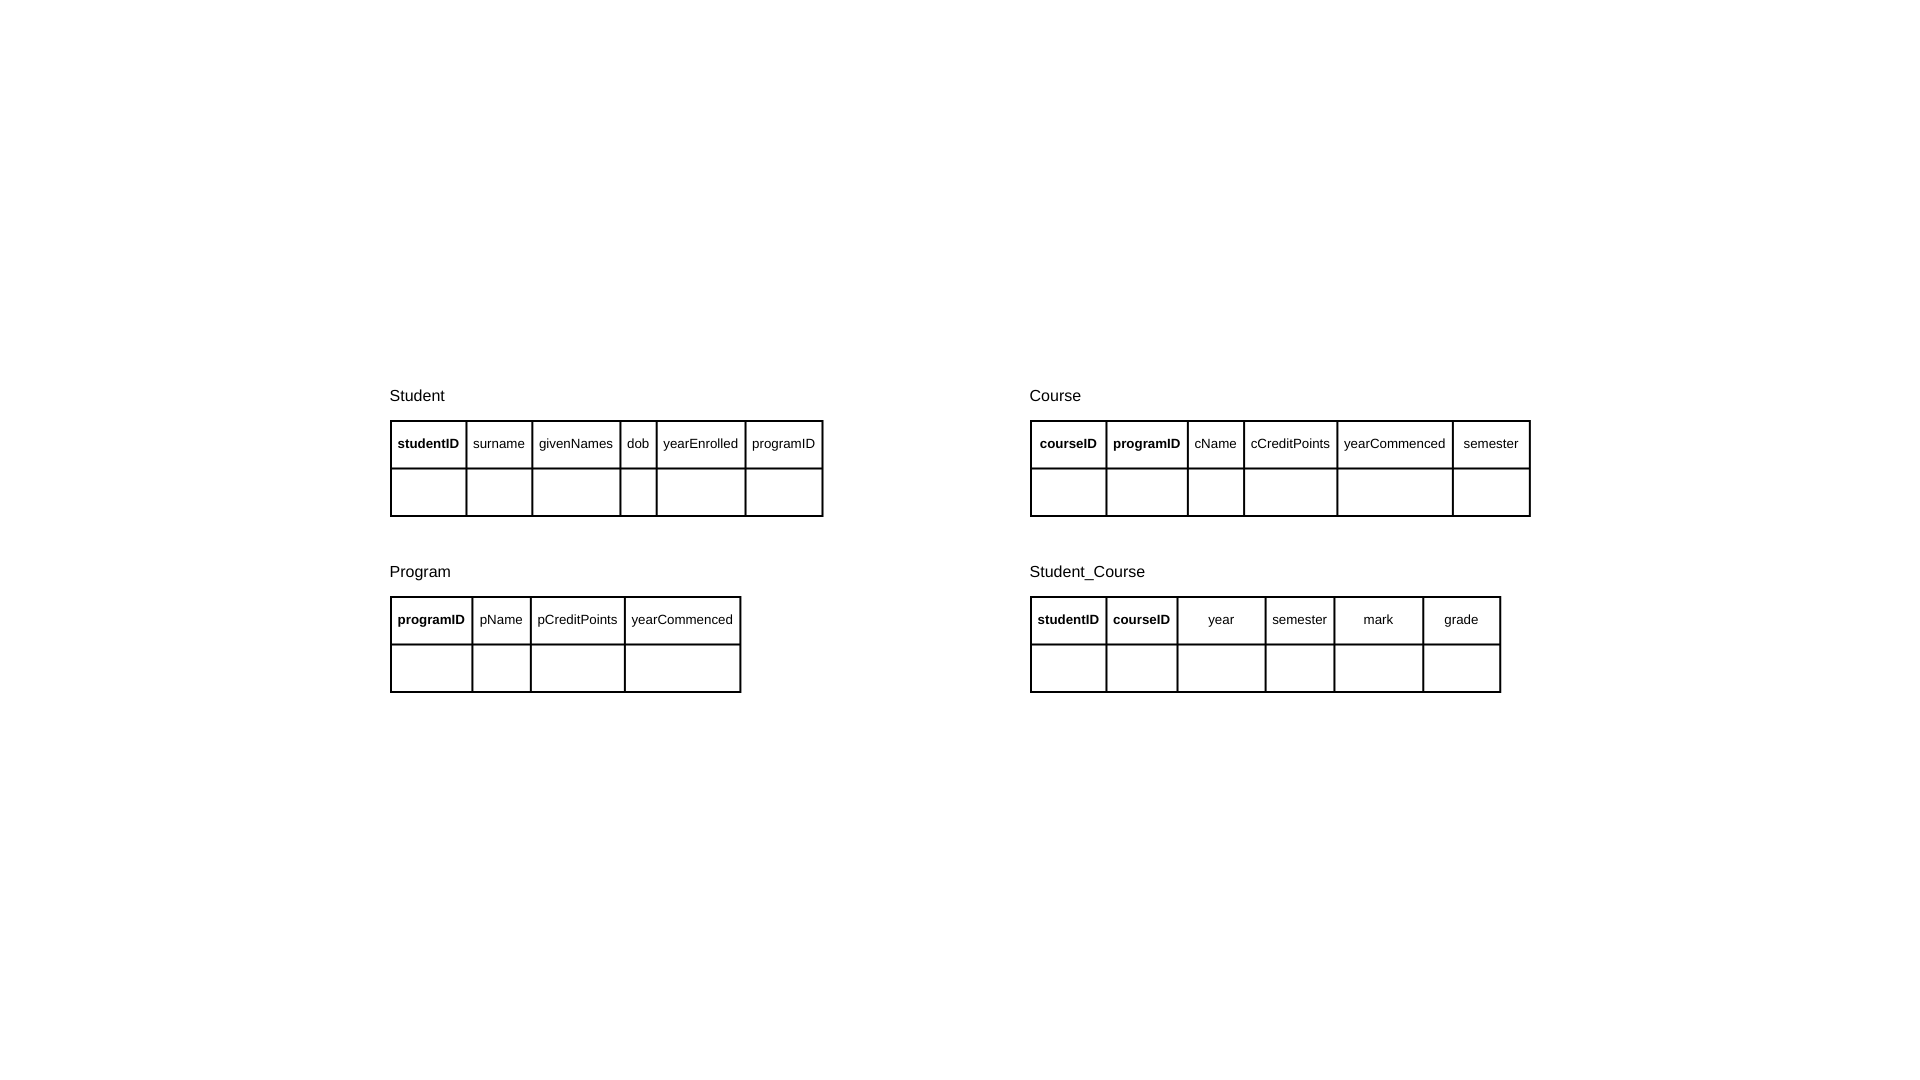 Student
studentID surname givenNames dob yearEnrolled programID
Program
programID pName pCreditPoints yearCommenced
Course
courseID programID cName cCreditPoints yearCommenced semester
Student_Course
studentID courseID year semester mark grade